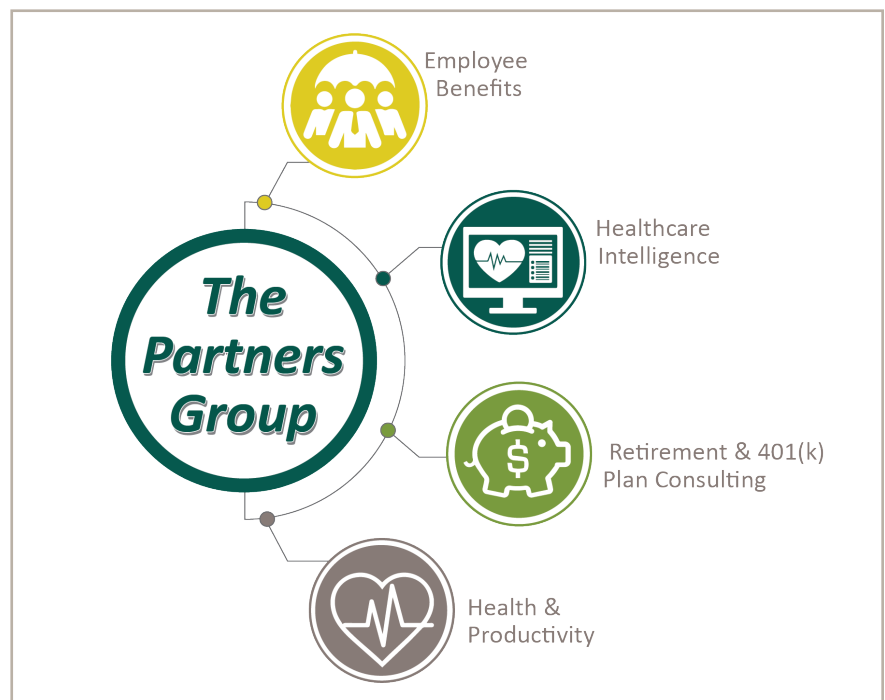 Employee
Benefits
Healthcare
Intelligence
The
Partners
Group
Retirement & 401(k)
Plan Consulting
$
Health &
Productivity